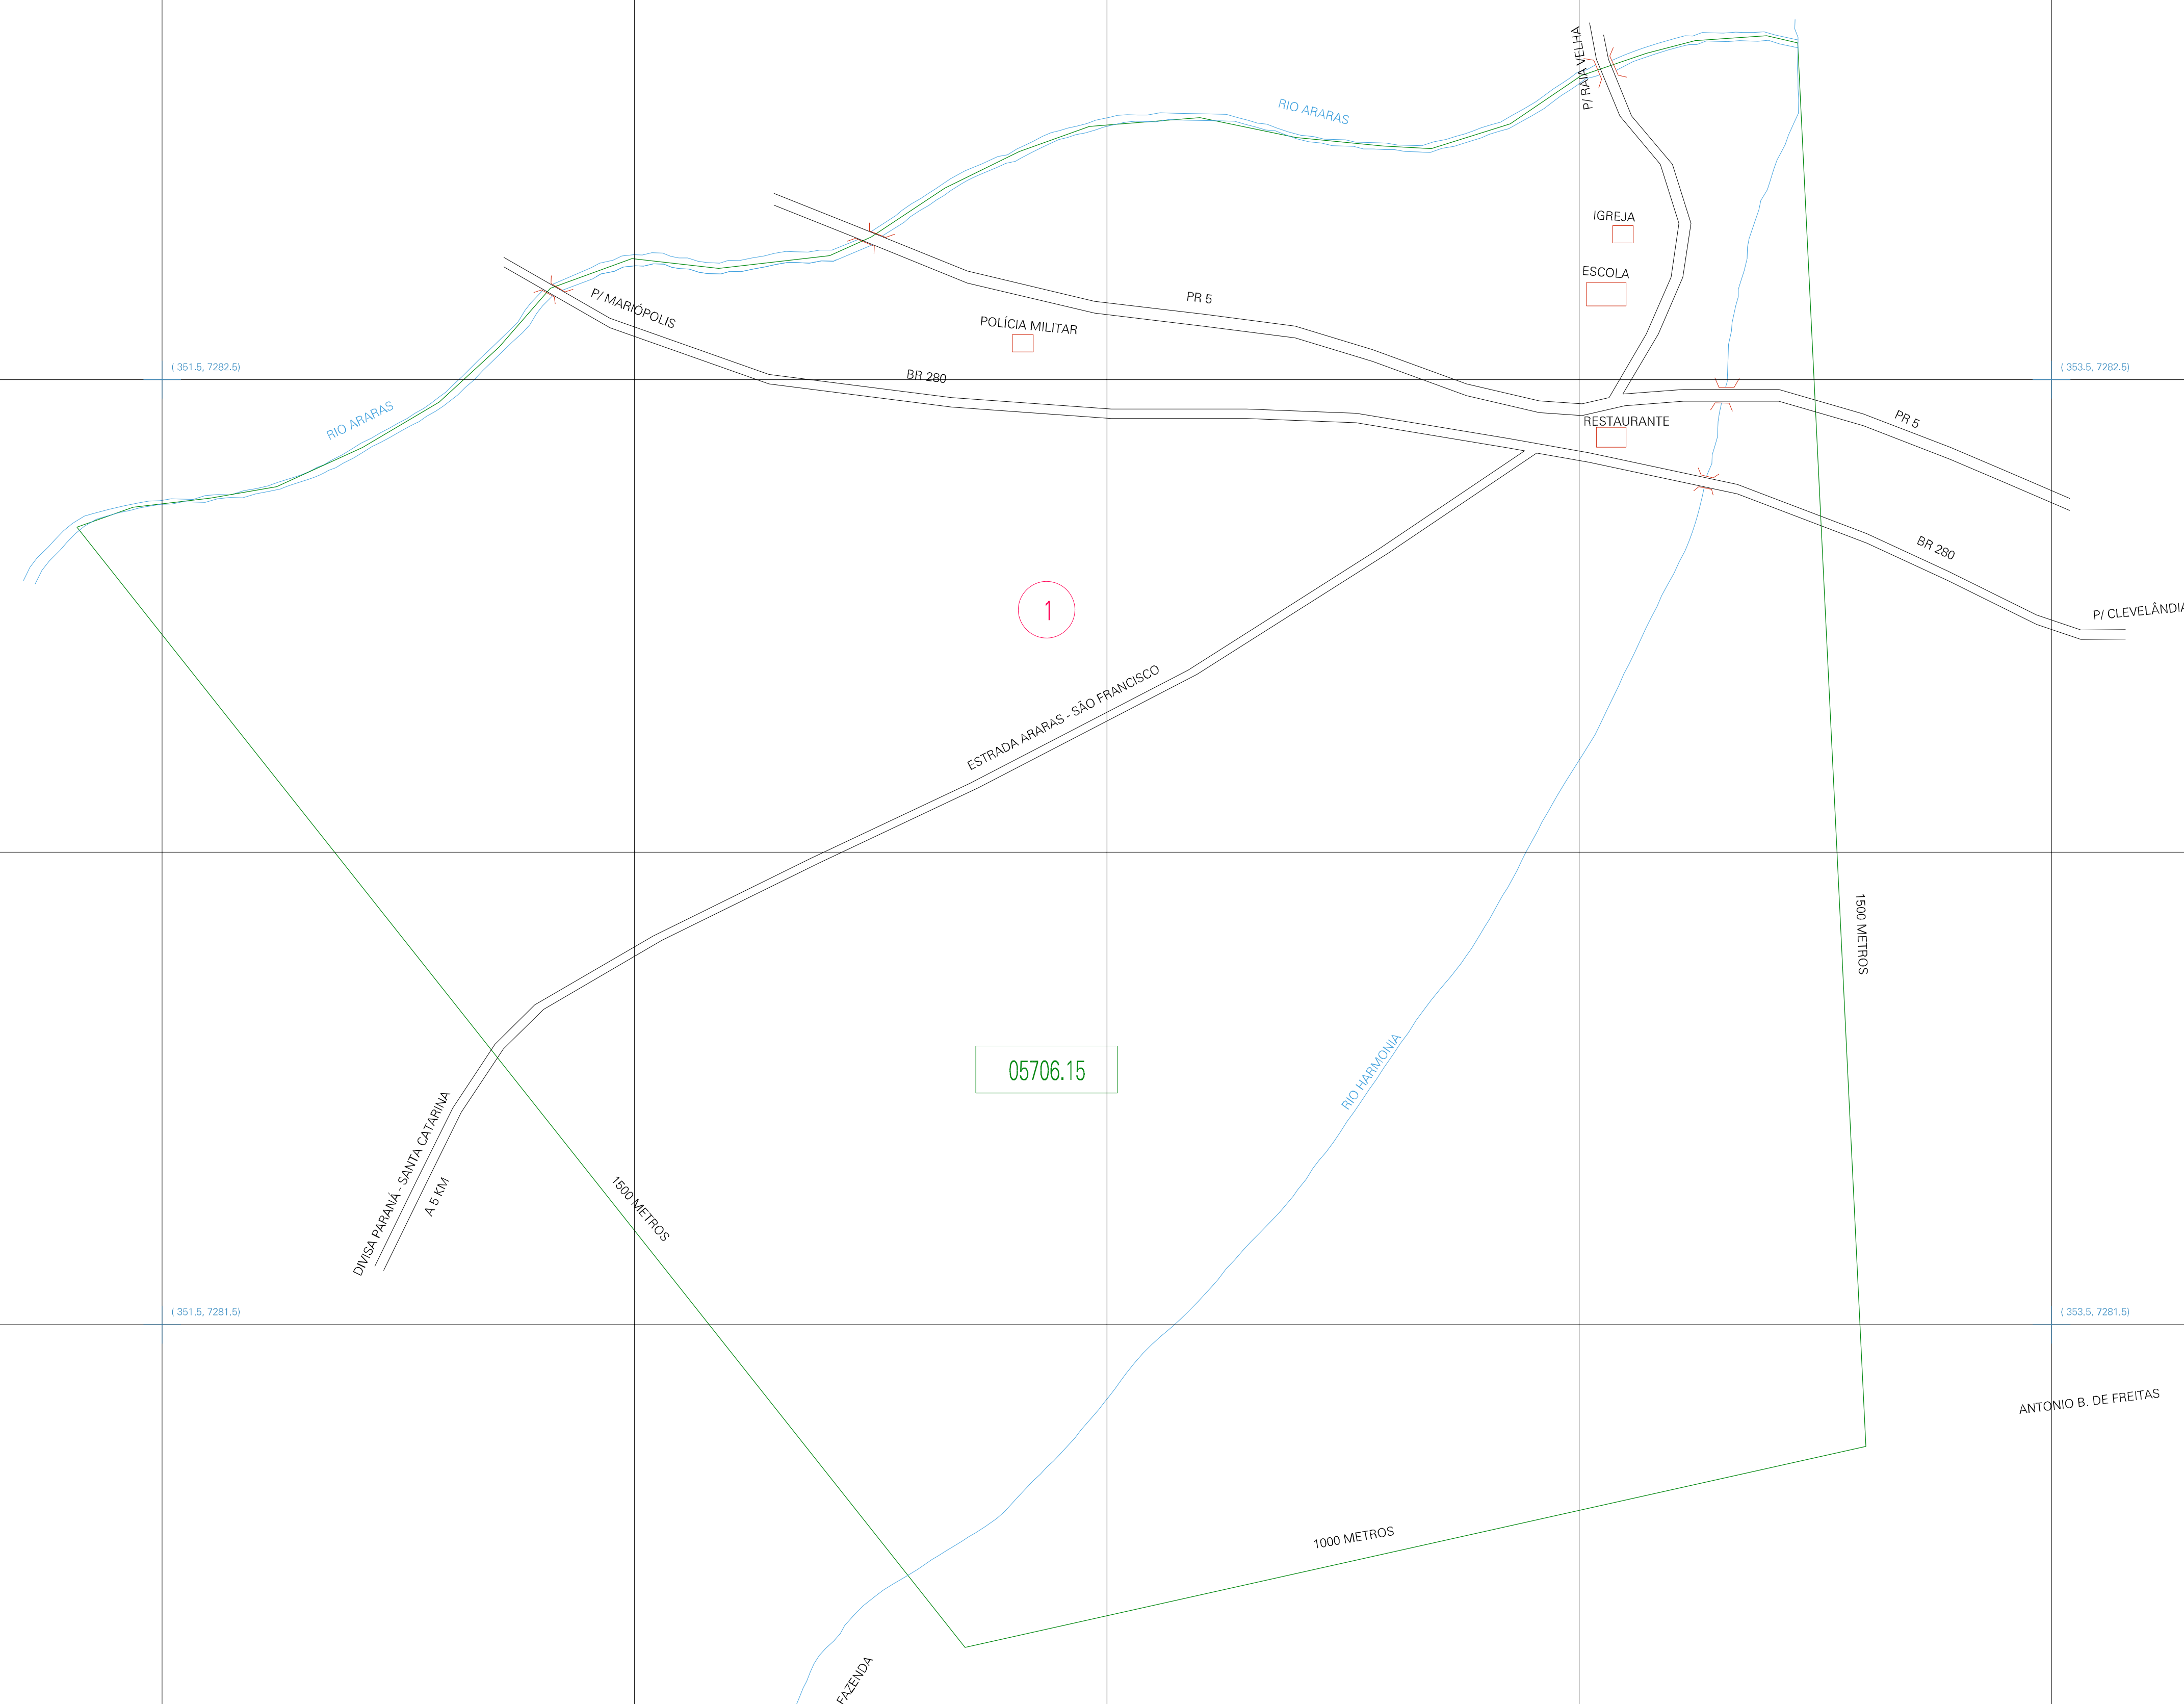 P/ RAIA VELHA
RIO ARARAS
IGREJA
ESCOLA
P/ MARIÓPOLIS
PR 5
POLÍCIA MILITAR
( 351.5, 7282.5)
BR 280
( 353.5, 7282.5)
RIO ARARAS
RESTAURANTE
PR 5
BR 280
P/ CLEVELÂNDIA
1
ESTRADA ARARAS - SÃO FRANCISCO
1500 METROS
05706.15
RIO HARMONIA
DIVISA PARANÁ - SANTA CATARINA
A 5 KM
1500 METROS
( 351.5, 7281.5)
( 353.5, 7281.5)
ANTONIO B. DE FREITAS
1000 METROS
FAZENDA